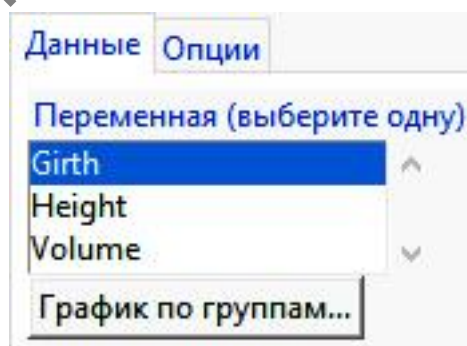 Данные Опции
Переменная (выберите одну)
Girth
Height
Volume
График по группам...